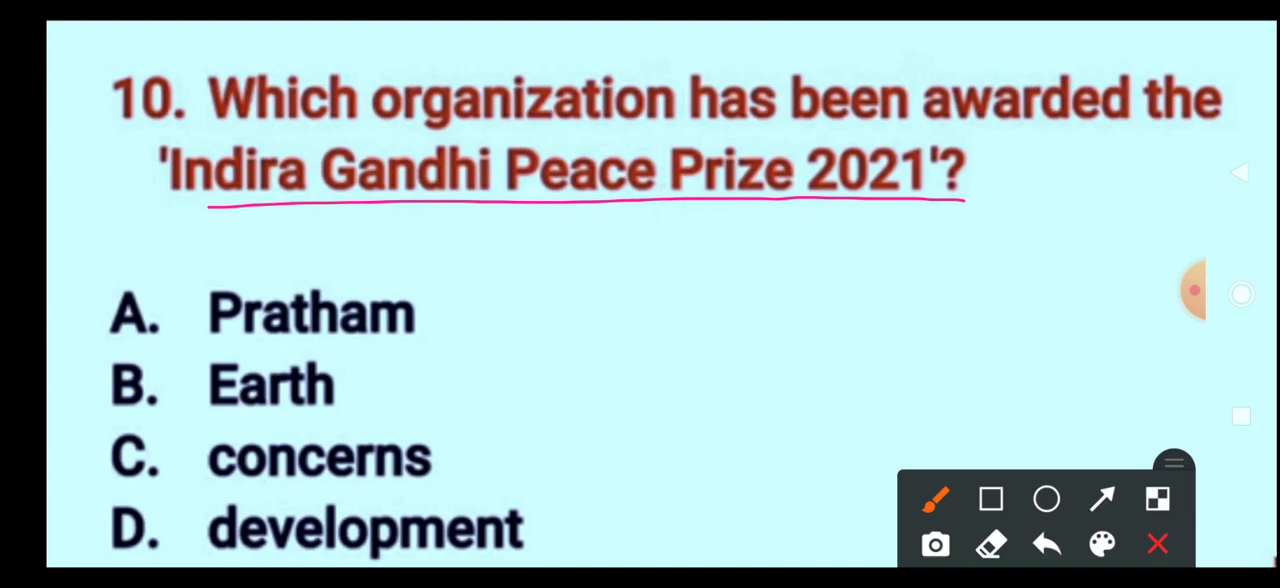 10. Which organization has been awarded the
'Indira Gandhi Peace Prize 2021'?
A. Pratham
B. Earth
C. concerns
D. development